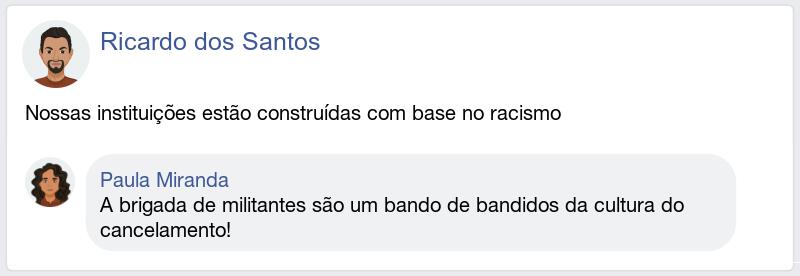 Ricardo dos Santos
Nossas instituições estão construídas com base no racismo
Paula Miranda
A brigada de militantes são um bando de bandidos da cultura do
cancelamento!